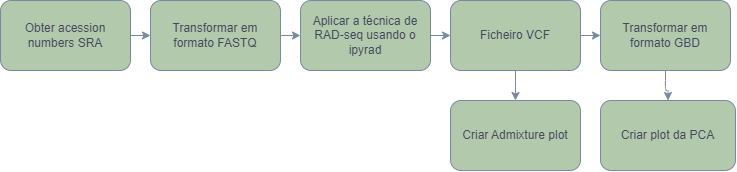 Obter acession
numbers SRA
Transformar em
formato FASTQ
Aplicar a técnica de
RAD-seq usando o
ipyrad
Ficheiro VCF
Transformar em
formato GBD
Criar Admixture plot
Criar plot da PCA